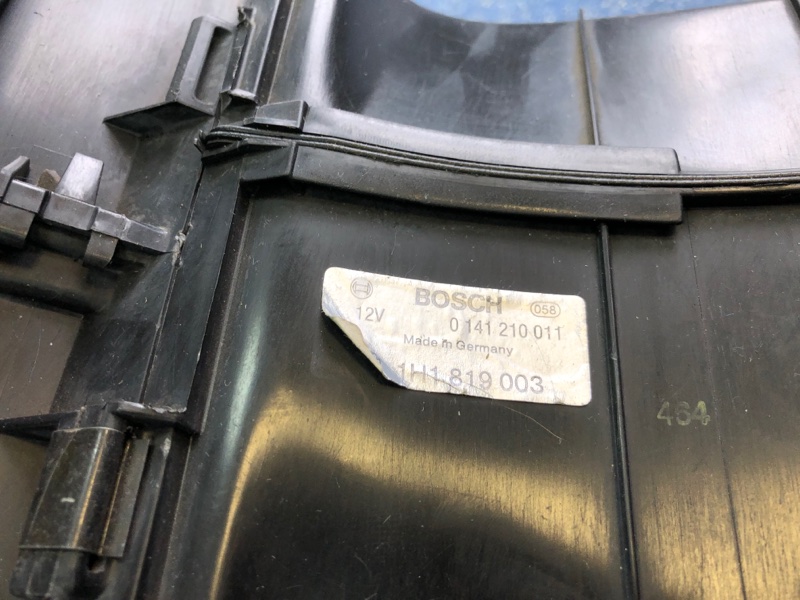 BOSCH 058
12V 0 141 210 011
Made in Germany
1H1 819 003
464